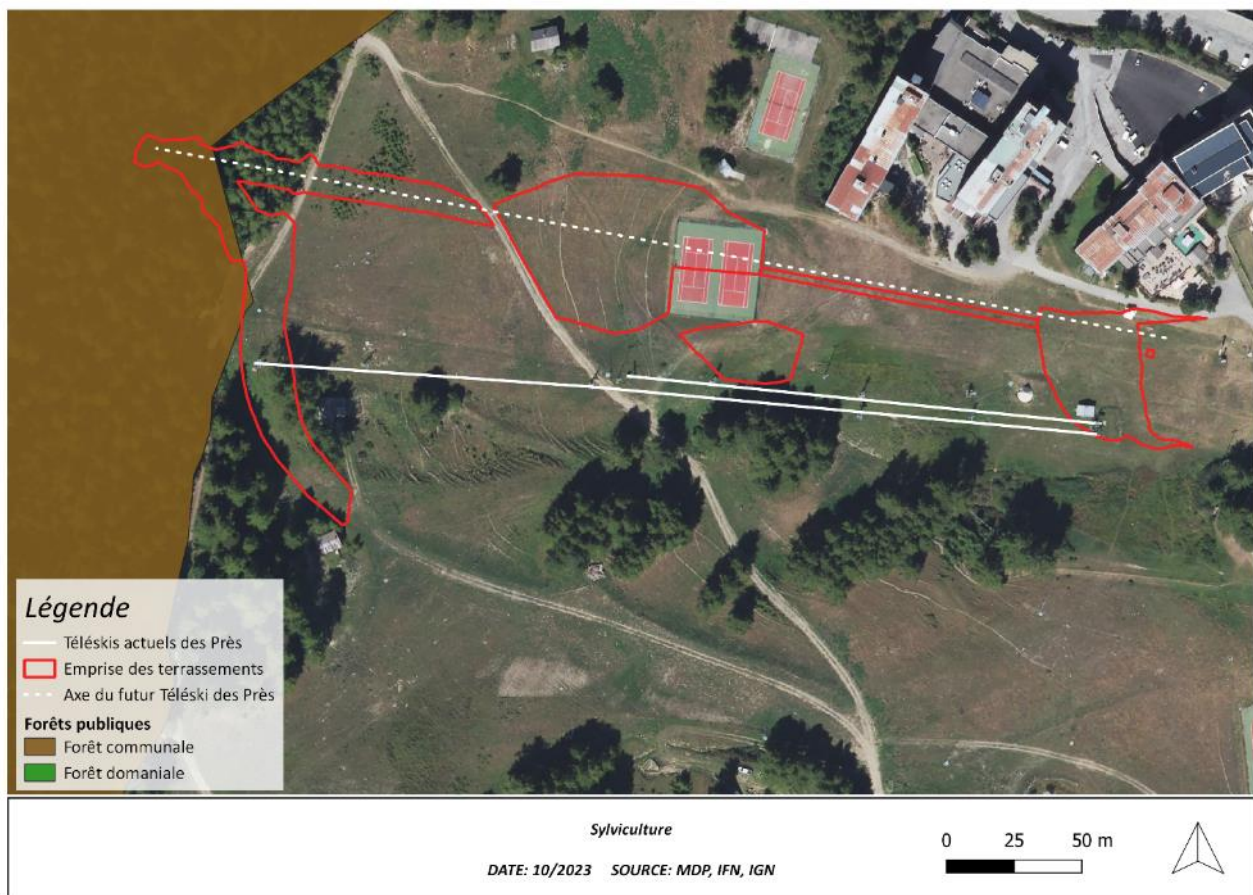 Légende
Téléskis actuels des Près
Emprise des terrassements
Axe du futur Téléski des Près
Forêts publiques
Forêt communale
Forêt domaniale
Sylviculture
0 25 50 m
DATE: 10/2023 SOURCE: MDP, IFN, IGN